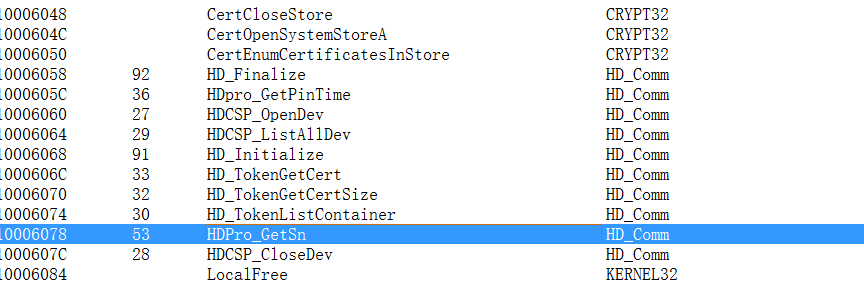 10006048 CertCloseStore CRYPT32
1000604C CertOpenSystemStoreA CRYPT32
10006050 CertEnumCertificatesInStore CRYPT32
10006058 92 HD_Finalize HD_Comm
1000605C 36 HDpro_GetPinTime HD_Comm
10006060 27 HDCSP_OpenDev HD_Comm
10006064 29 HDCSP_ListAllDev HD_Comm
10006068 91 HD_Initialize HD_Comm
1000606C 33 HD_TokenGetCert HD_Comm
10006070 32 HD_TokenGetCertSize HD_Comm
10006074 30 HD_TokenListContainer HD_Comm
10006078 53 HDPro_GetSn HD_Comm
1000607C 28 HDCSP_CloseDev HD_Comm
10006084 LocalFree KERNEL32